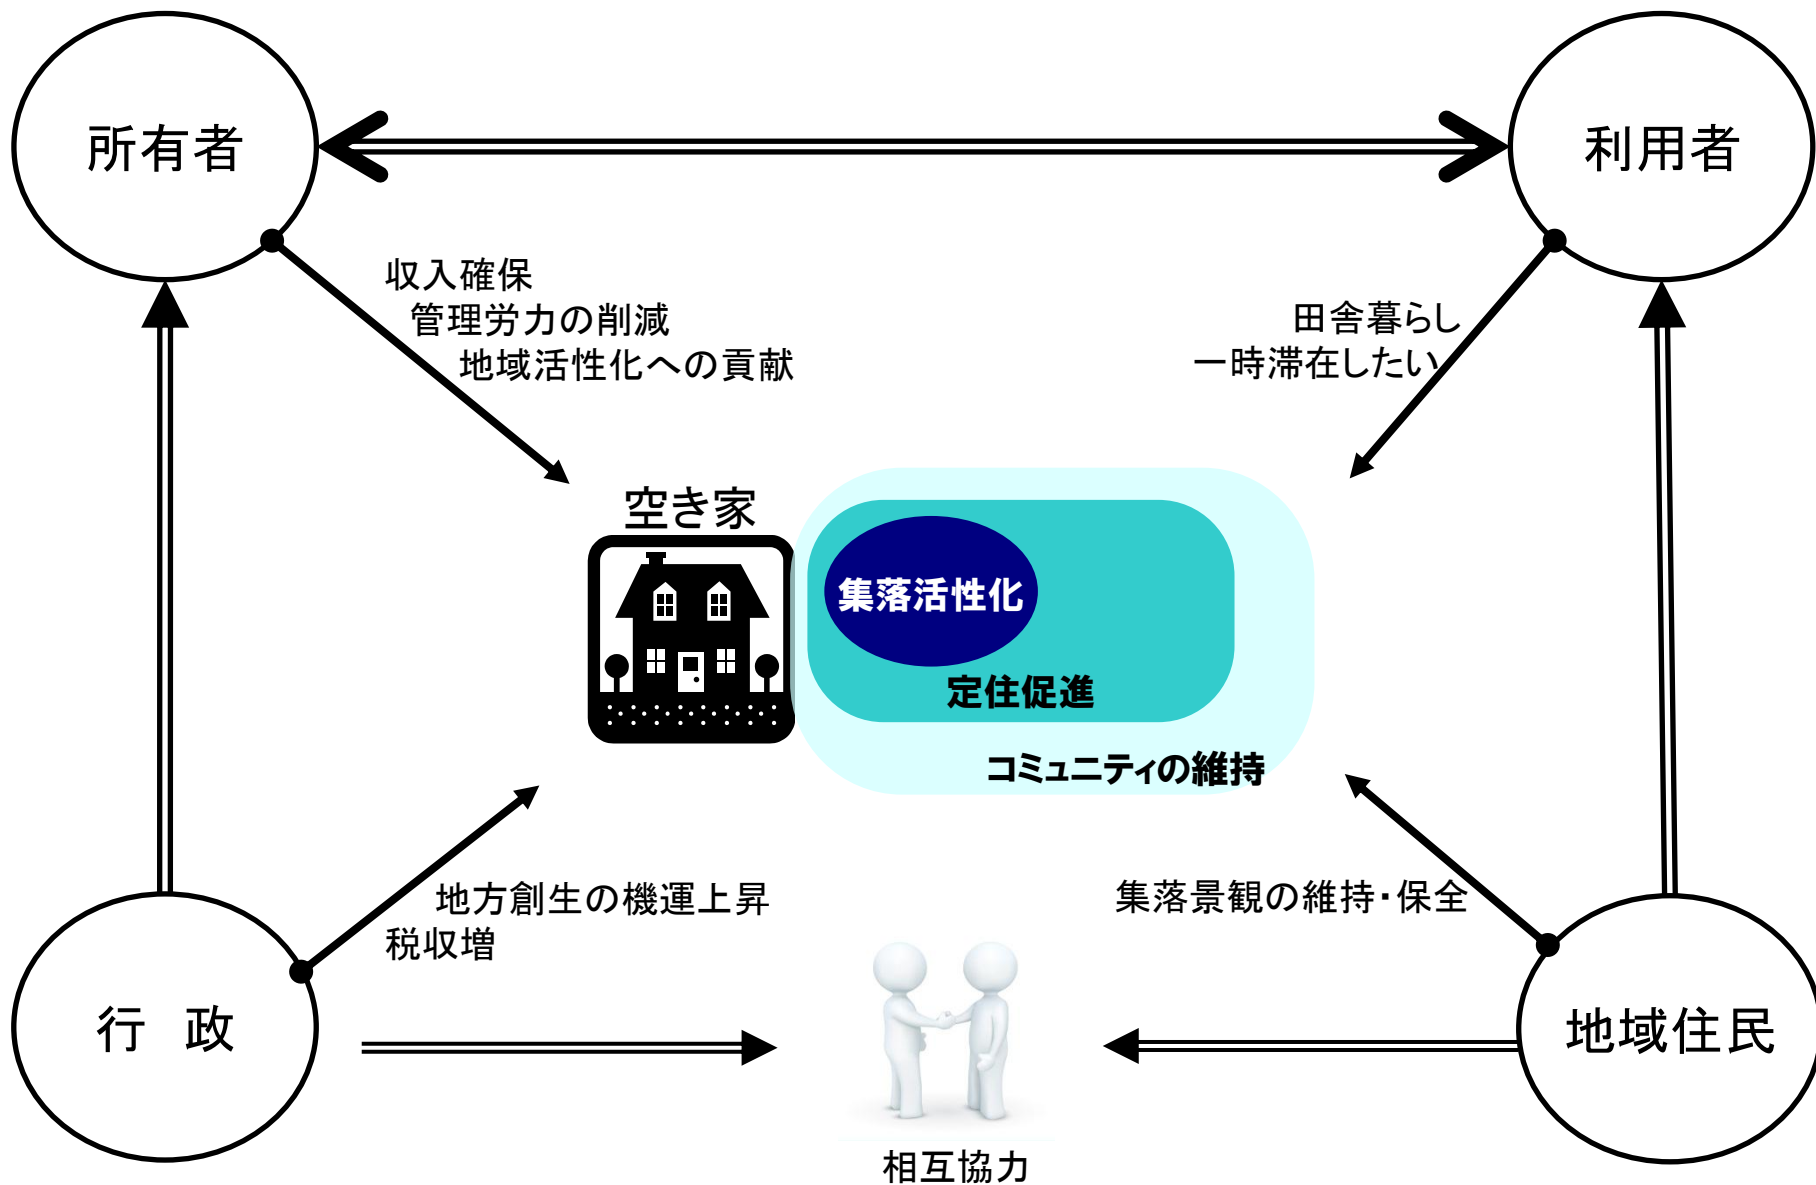 所有者
利用者
収入確保
管理労力の削減
地域活性化への貢献
田舎暮らし
一時滞在したい
空き家
集落活性化
定住促進
コミュニティの維持
地方創生の機運上昇
税収増
集落景観の維持・保全
行　政
地域住民
相互協力